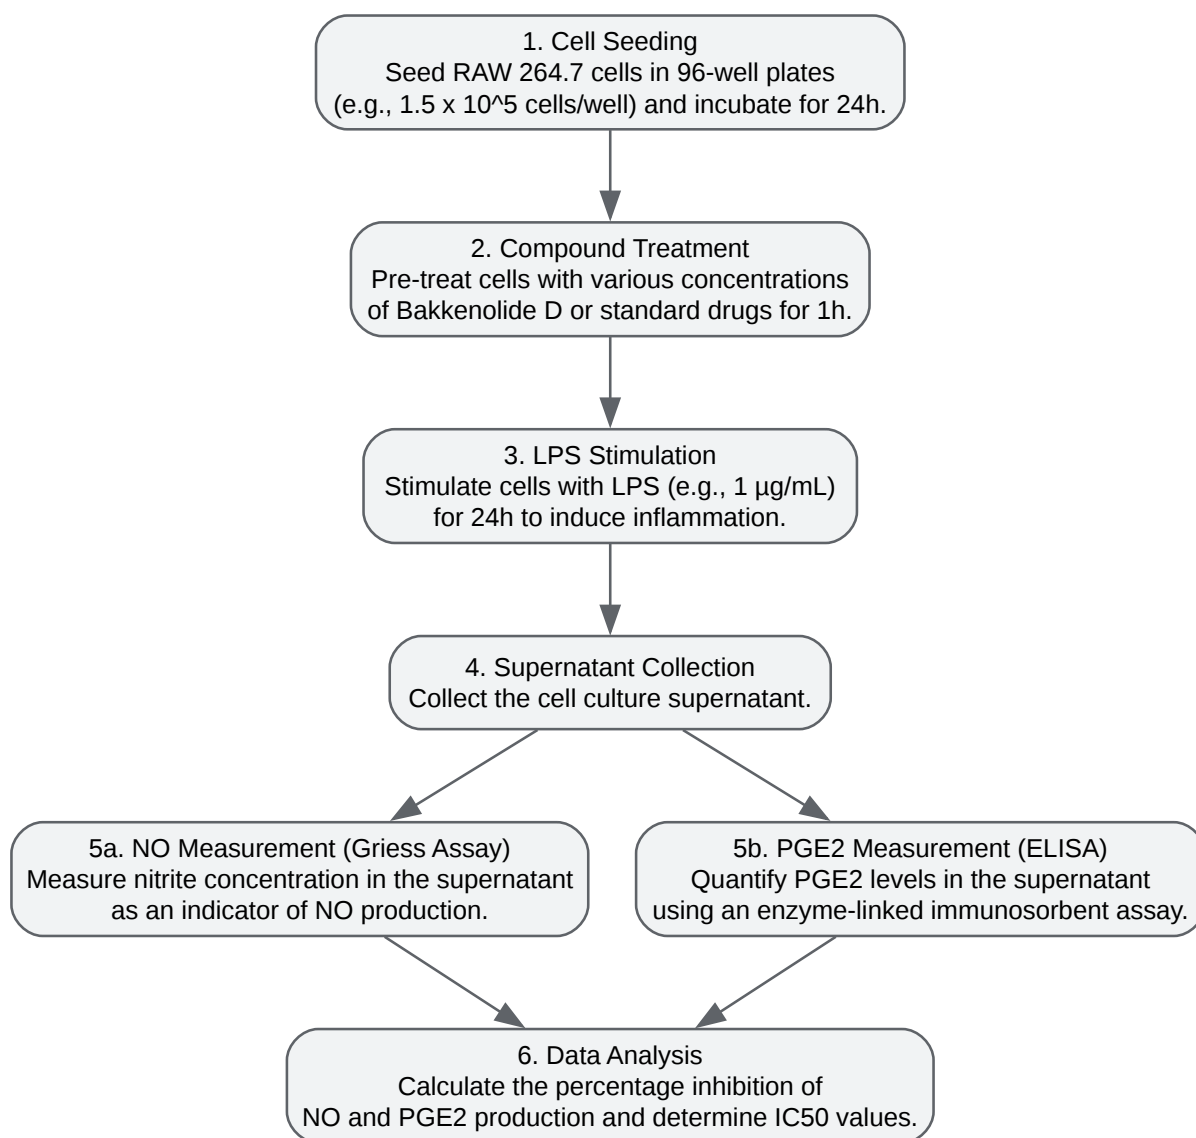 1. Cell Seeding
Seed RAW 264.7 cells in 96-well plates
(e.g., 1.5 x 10^5 cells/well) and incubate for 24h.
2. Compound Treatment
Pre-treat cells with various concentrations
of Bakkenolide D or standard drugs for 1h.
3. LPS Stimulation
Stimulate cells with LPS (e.g., 1 µg/mL)
for 24h to induce inflammation.
4. Supernatant Collection
Collect the cell culture supernatant.
5a. NO Measurement (Griess Assay)
Measure nitrite concentration in the supernatant
as an indicator of NO production.
5b. PGE2 Measurement (ELISA)
Quantify PGE2 levels in the supernatant
using an enzyme-linked immunosorbent assay.
6. Data Analysis
Calculate the percentage inhibition of
NO and PGE2 production and determine IC50 values.